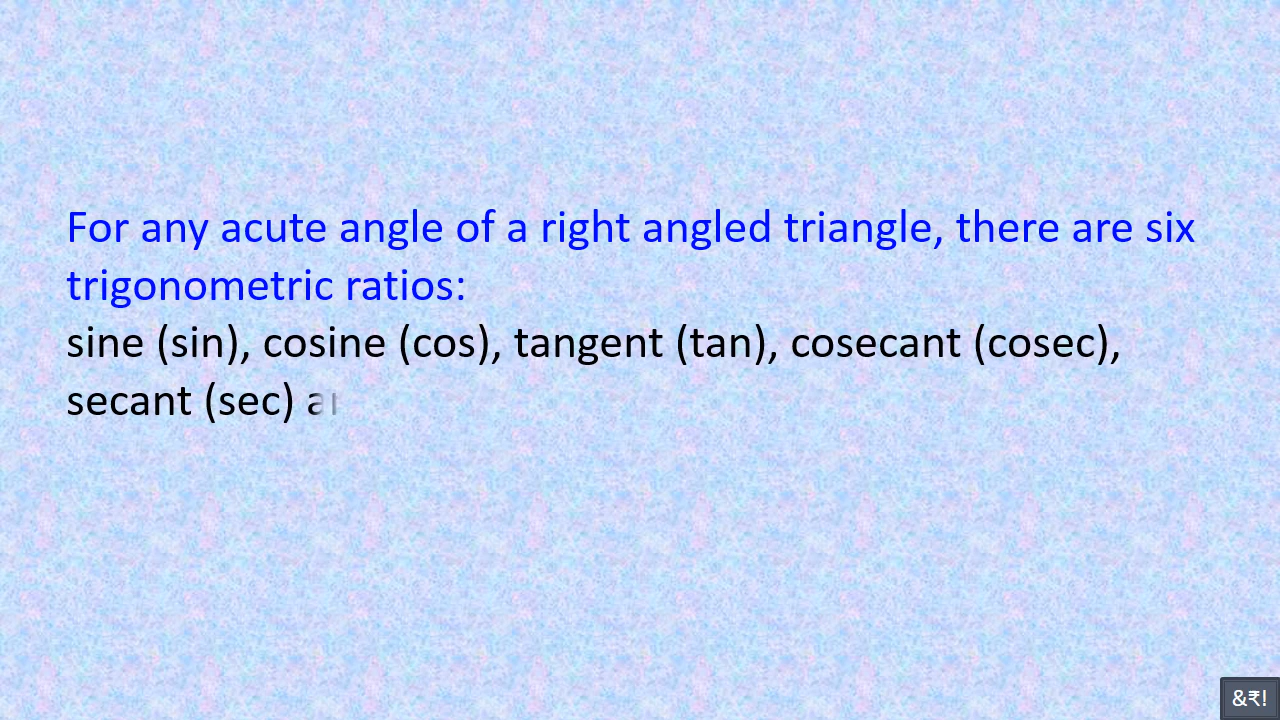 For any acute angle of a right angled triangle, there are six
trigonometric ratios:
sine (sin), cosine (cos), tangent (tan), cosecant (cosec),
secant (sec)
&₹!